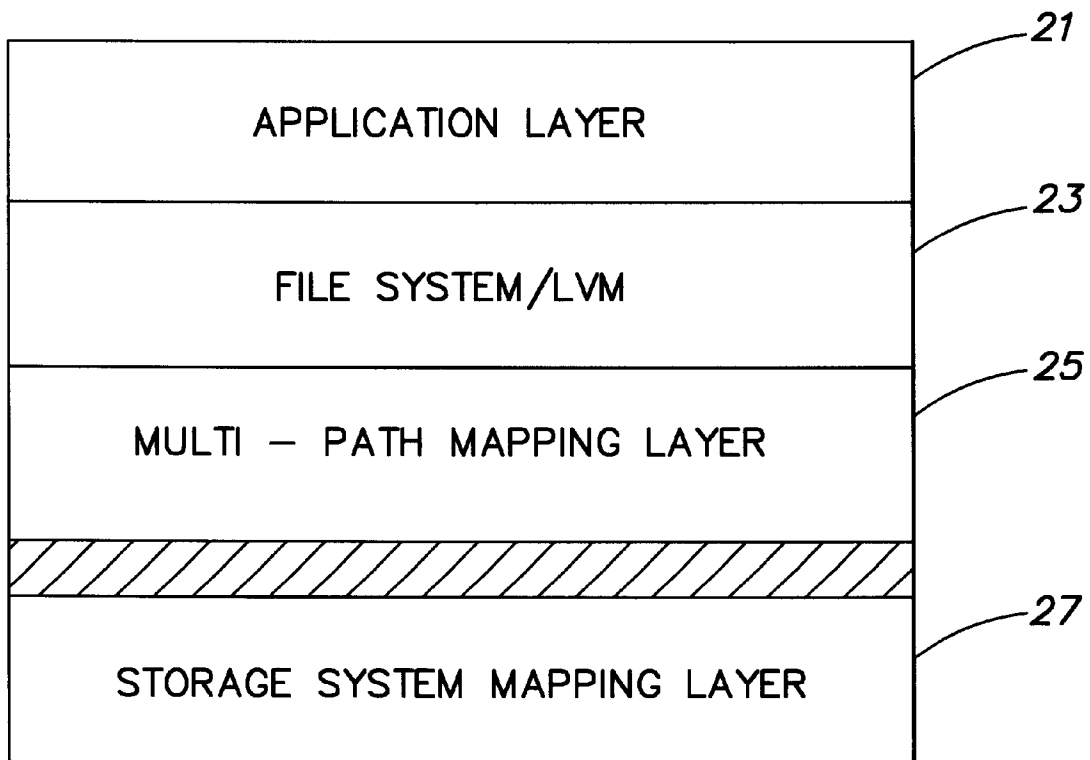 21
APPLICATION LAYER
23
FILE SYSTEM/LVM
25
MULTI - PATH MAPPING LAYER
27
STORAGE SYSTEM MAPPING LAYER